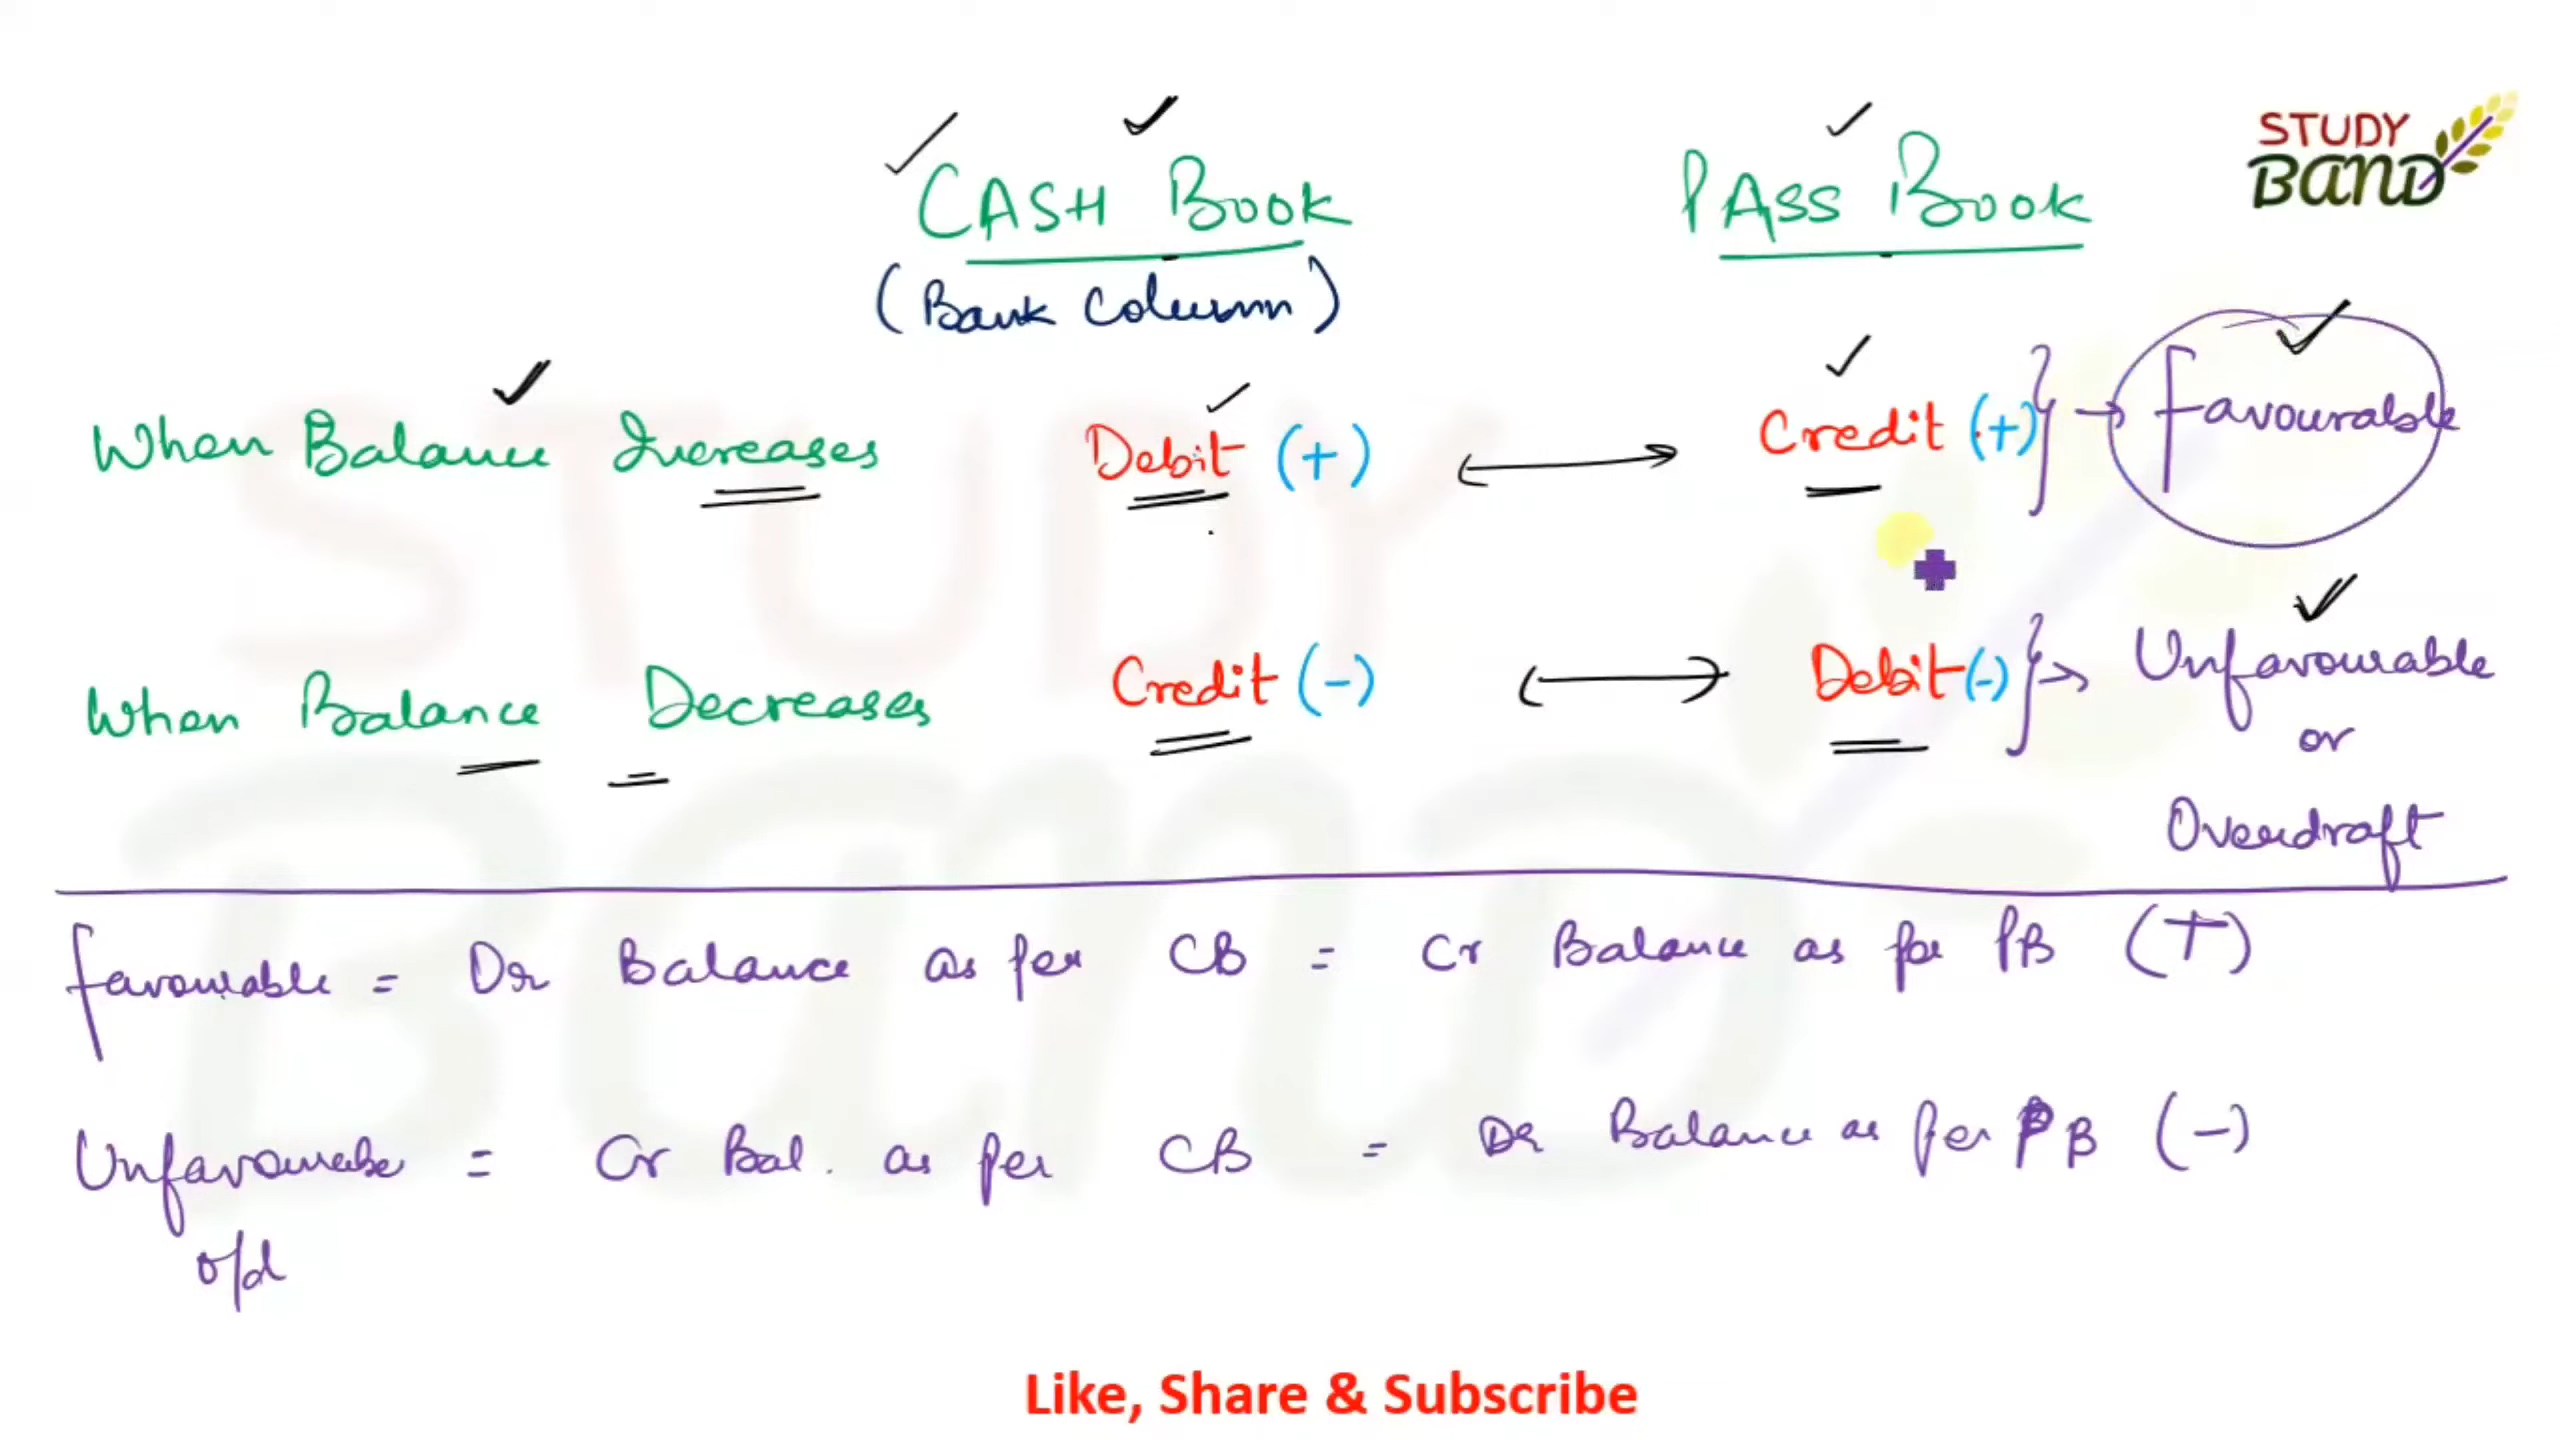 CASH BOOK PASS BOOK
STUDY BAND
(Bank Column)
When Balance Increases Debit (+) Credit (+) → favourable
When Balance Decreases Credit (-) Debit (-) → Unfavourable
or
Overdraft
favourable = Dr Balance as per CB = Cr Balance as per PB (+)
Unfavourable = Cr Bal. as per CB = Dr Balance as per PB (-)
o/d
Like, Share & Subscribe